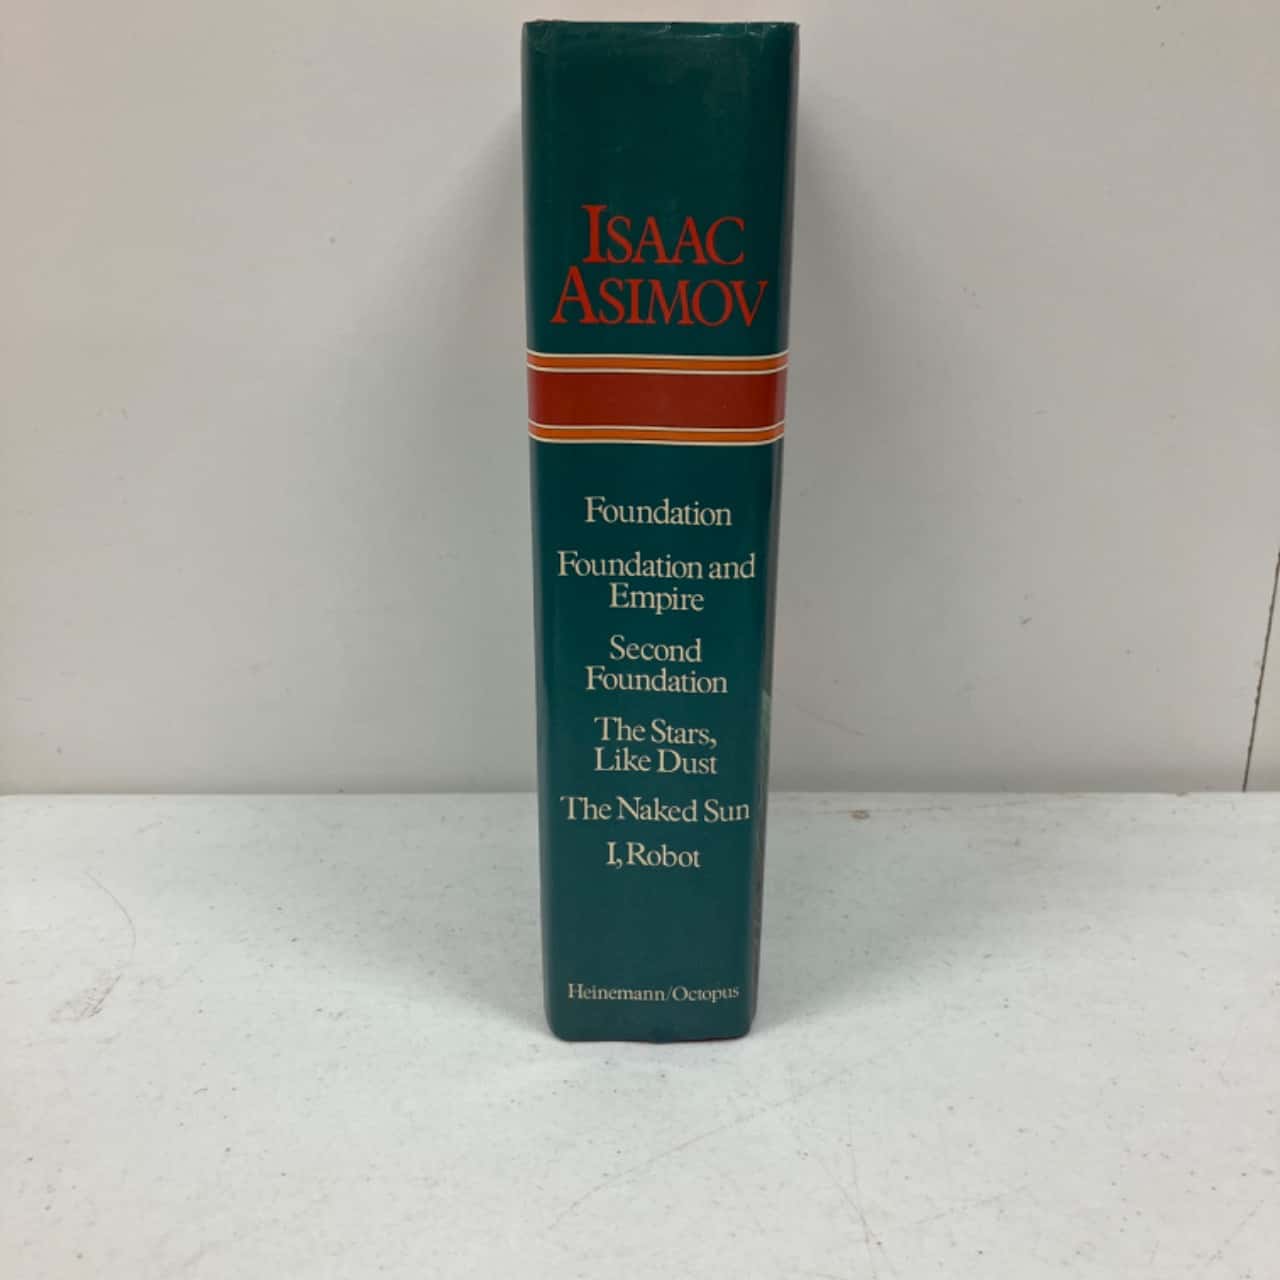 ISAAC
ASIMOV
Foundation
Foundation and
Empire
Second
Foundation
The Stars,
Like Dust
The Naked Sun
I, Robot
Heinemann/Octopus